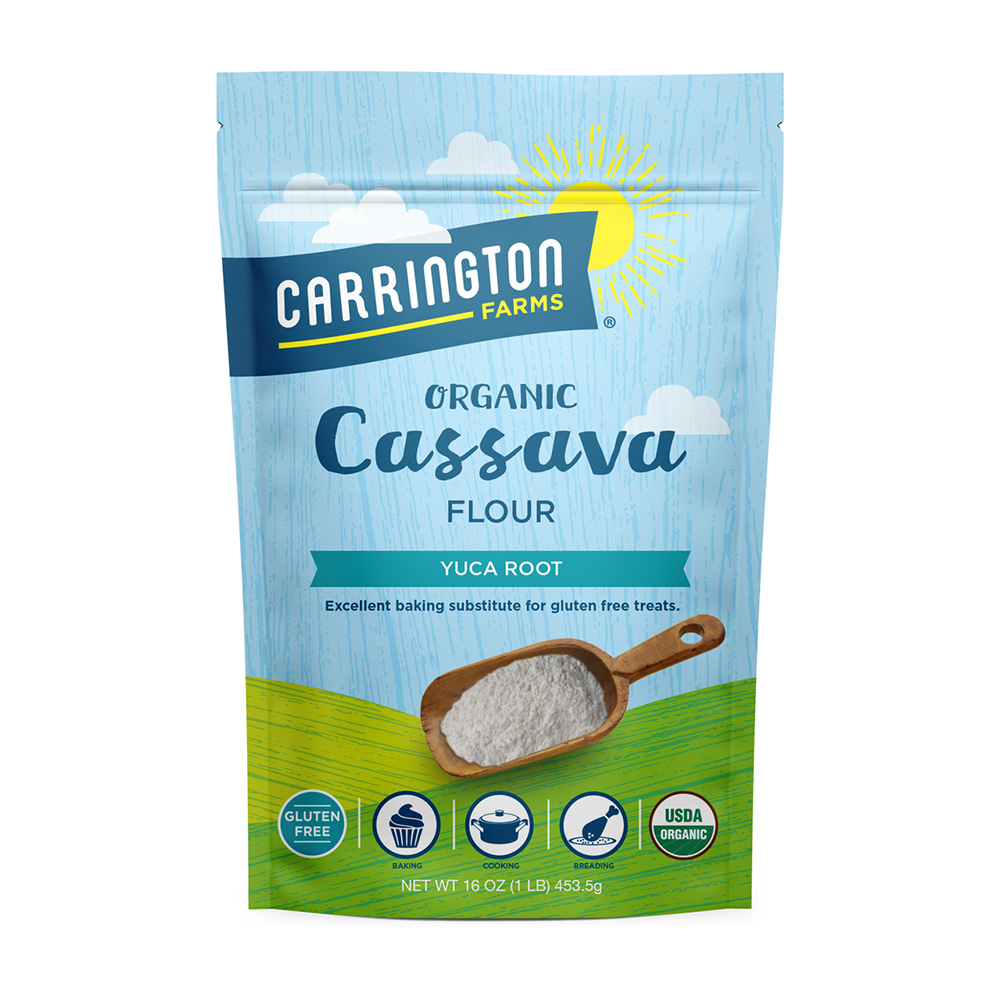 CARRINGTON
FARMS
®
ORGANIC
Cassava
FLOUR
YUCA ROOT
Excellent baking substitute for gluten free treats.
GLUTEN
FREE
BAKING
COOKING
BREADING
USDA
ORGANIC
NET WT 16 OZ (1 LB) 453.5g